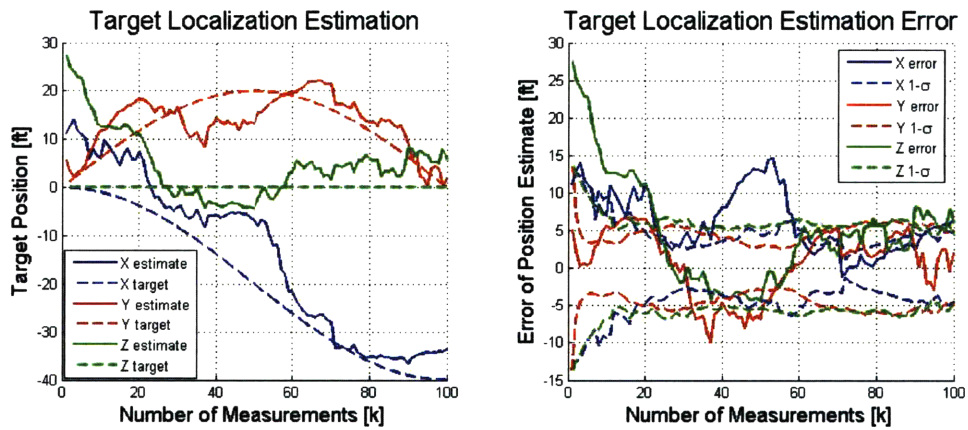 Target Localization Estimation
Target Position [ft]
30
20
10
0
-10
-20
-30
-40
X estimate
X target
Y estimate
Y target
Z estimate
Z target
0
20
40
60
80
100
Number of Measurements [k]
Target Localization Estimation Error
Error of Position Estimate [ft]
30
25
20
15
10
5
0
-5
-10
-15
X error
X 1-σ
Y error
Y 1-σ
Z error
Z 1-σ
0
20
40
60
80
100
Number of Measurements [k]